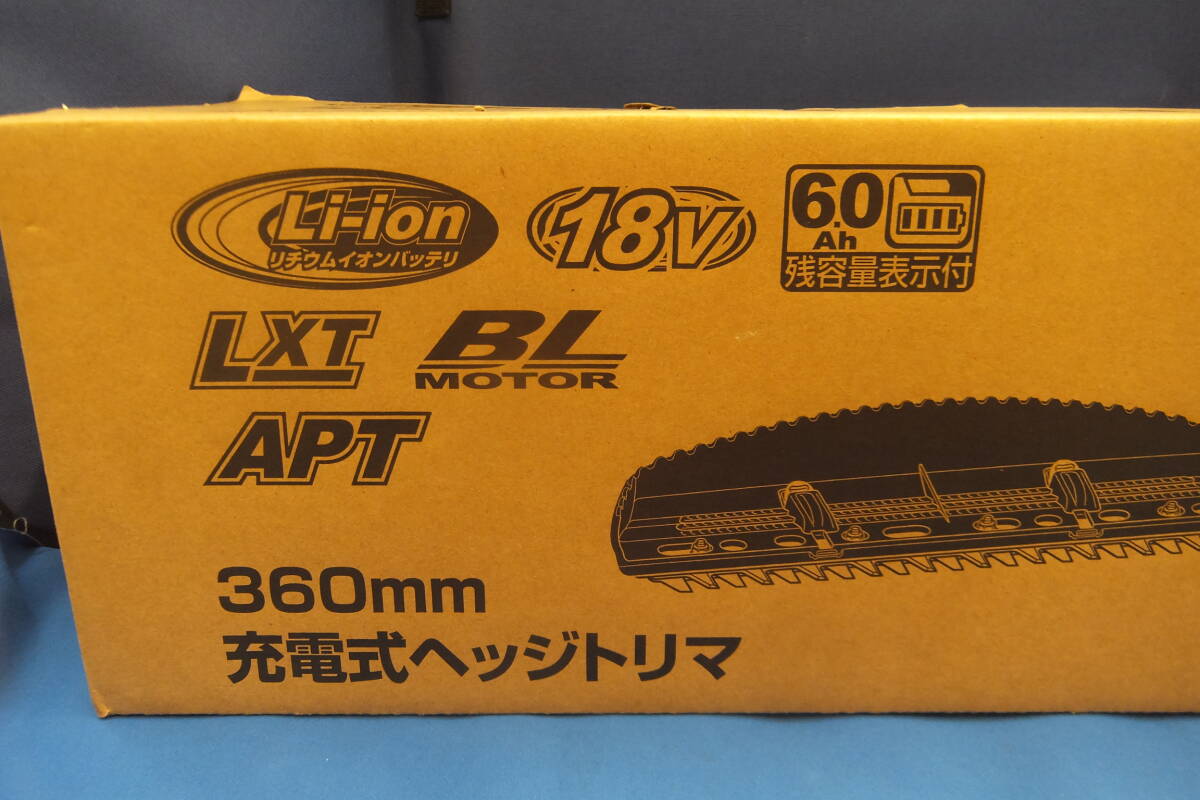 Li-ion
リチウムイオンバッテリ
18V
6.0
Ah
残容量表示付
LXT
BL
MOTOR
APT
360mm
充電式ヘッジトリマ